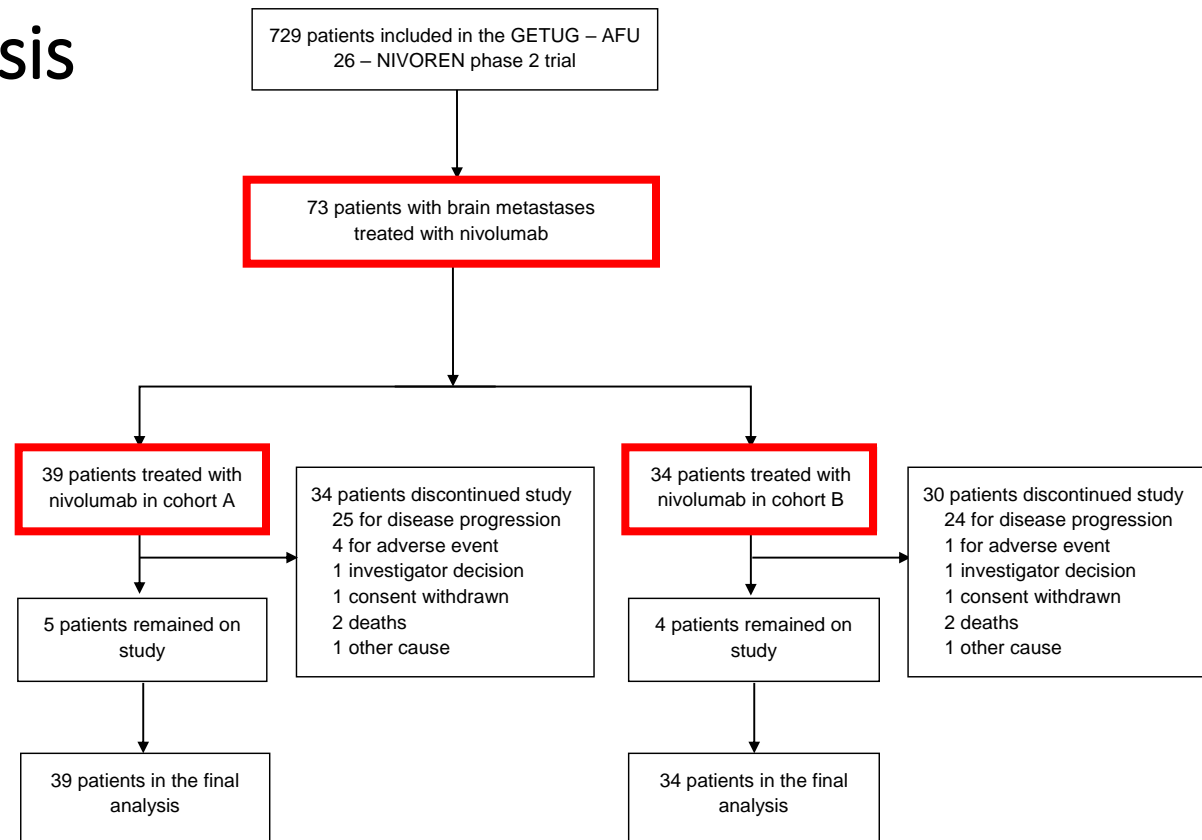 sis
729 patients included in the GETUG – AFU
26 – NIVOREN phase 2 trial
73 patients with brain metastases
treated with nivolumab
39 patients treated with
nivolumab in cohort A
34 patients discontinued study
25 for disease progression
4 for adverse event
1 investigator decision
1 consent withdrawn
2 deaths
1 other cause
5 patients remained on
study
39 patients in the final
analysis
34 patients treated with
nivolumab in cohort B
30 patients discontinued study
24 for disease progression
1 for adverse event
1 investigator decision
1 consent withdrawn
2 deaths
1 other cause
4 patients remained on
study
34 patients in the final
analysis